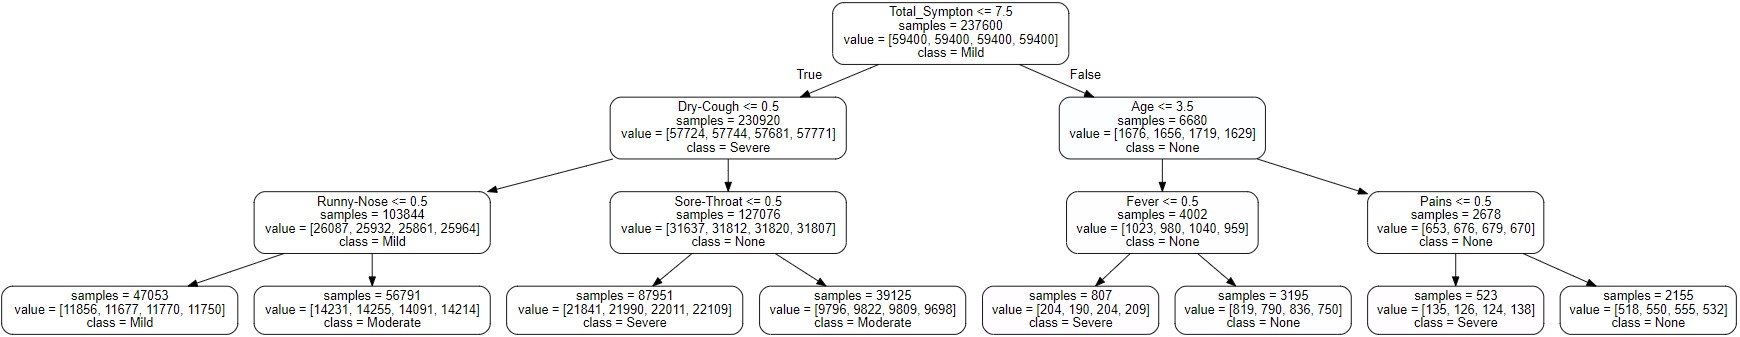 Total_Sympton <= 7.5
samples = 237600
value = [59400, 59400, 59400, 59400]
class = Mild
True
False
Dry-Cough <= 0.5
samples = 230920
value = [57724, 57744, 57681, 57771]
class = Severe
Age <= 3.5
samples = 6680
value = [1676, 1656, 1719, 1629]
class = None
Runny-Nose <= 0.5
samples = 103844
value = [26087, 25932, 25861, 25964]
class = Mild
Sore-Throat <= 0.5
samples = 127076
value = [31637, 31812, 31820, 31807]
class = None
Fever <= 0.5
samples = 4002
value = [1023, 980, 1040, 959]
class = None
Pains <= 0.5
samples = 2678
value = [653, 676, 679, 670]
class = None
samples = 47053
value = [11856, 11677, 11770, 11750]
class = Mild
samples = 56791
value = [14231, 14255, 14091, 14214]
class = Moderate
samples = 87951
value = [21841, 21990, 22011, 22109]
class = Severe
samples = 39125
value = [9796, 9822, 9809, 9698]
class = Moderate
samples = 807
value = [204, 190, 204, 209]
class = Severe
samples = 3195
value = [819, 790, 836, 750]
class = None
samples = 523
value = [135, 126, 124, 138]
class = Severe
samples = 2155
value = [518, 550, 555, 532]
class = None